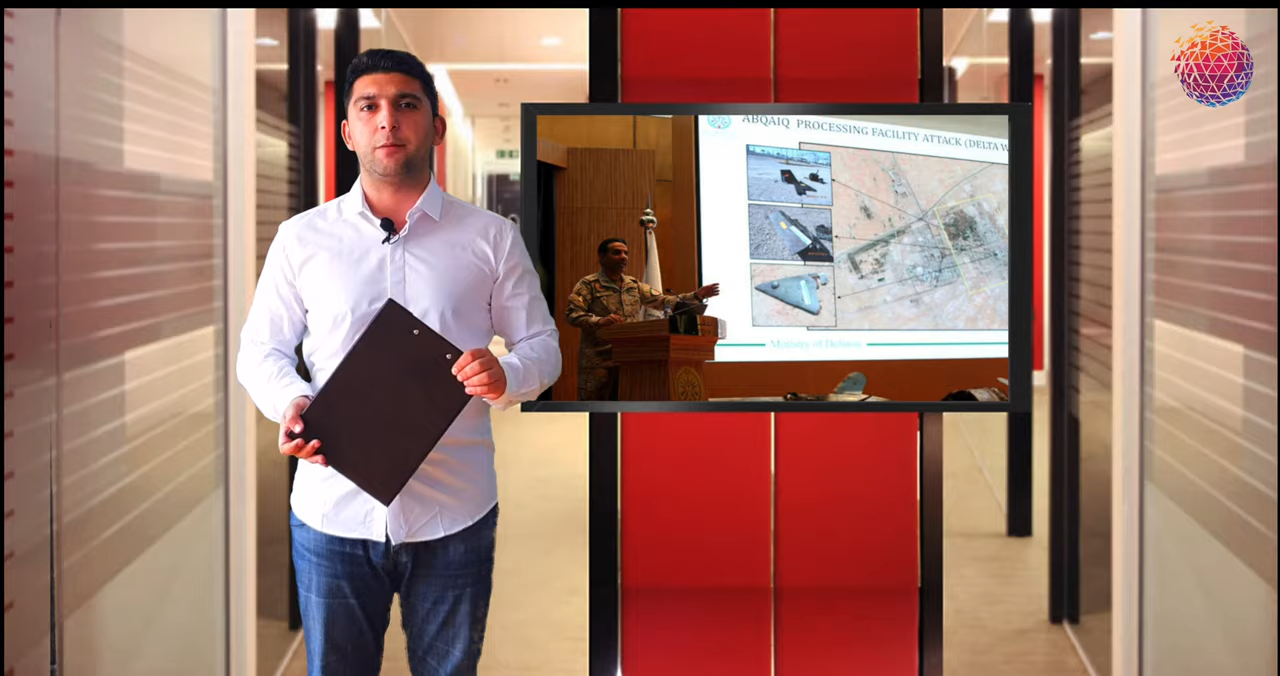 ABQAIQ PROCESSING FACILITY ATTACK (DELTA W
Ministry of Defense